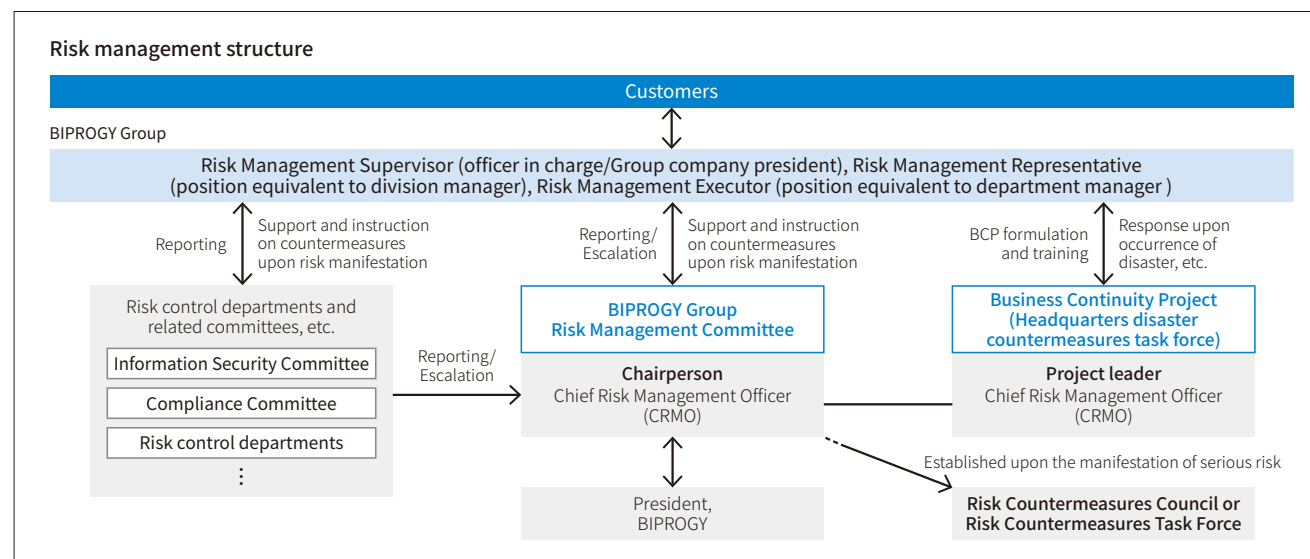 Risk management structure
Customers
BIPROGY Group
Risk Management Supervisor (officer in charge/Group company president), Risk Management Representative
(position equivalent to division manager), Risk Management Executor (position equivalent to department manager )
Reporting
Support and instruction
on countermeasures
upon risk manifestation
Reporting/
Escalation
Support and instruction
on countermeasures
upon risk manifestation
BCP formulation
and training
Response upon
occurrence of
disaster, etc.
Risk control departments and
related committees, etc.
Information Security Committee
Compliance Committee
Risk control departments
⋮
Reporting/
Escalation
BIPROGY Group
Risk Management Committee
Chairperson
Chief Risk Management Officer
(CRMO)
Business Continuity Project
(Headquarters disaster
countermeasures task force)
Project leader
Chief Risk Management Officer
(CRMO)
Established upon the manifestation of serious risk
President,
BIPROGY
Risk Countermeasures Council or
Risk Countermeasures Task Force